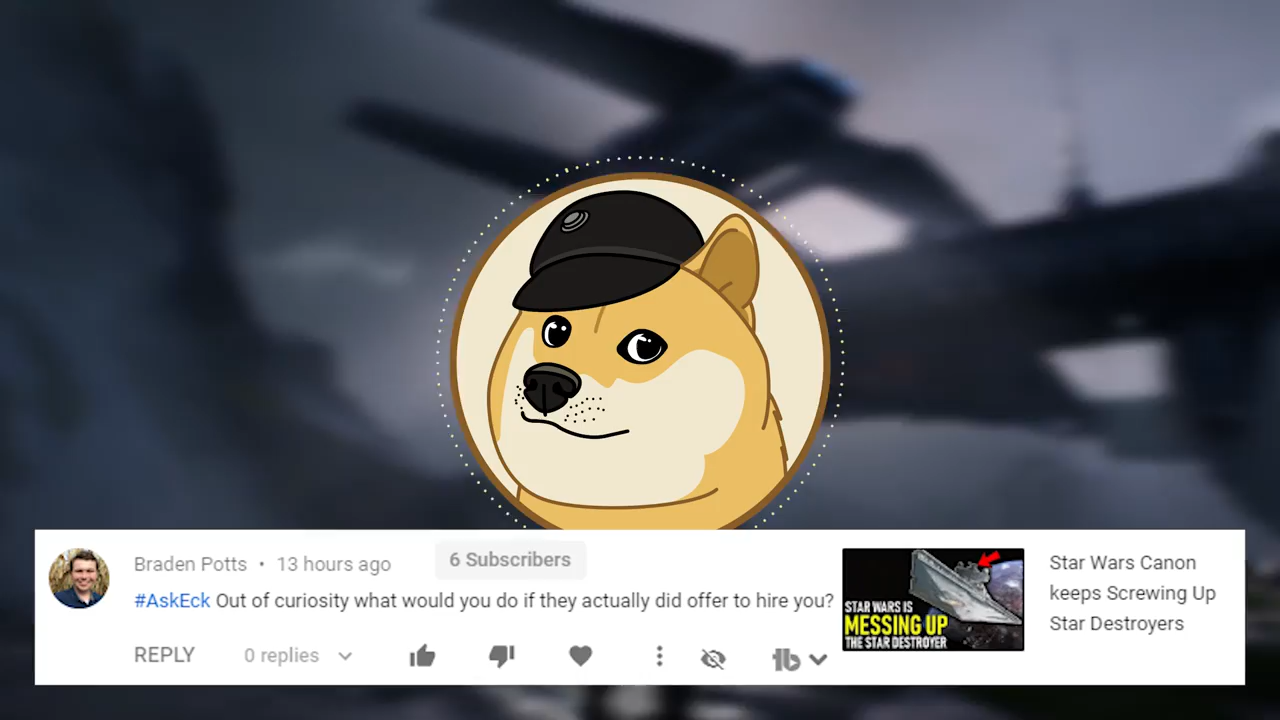 Braden Potts • 13 hours ago
6 Subscribers
#AskEck Out of curiosity what would you do if they actually did offer to hire you?
REPLY
0 replies
STAR WARS IS
MESSING UP
THE STAR DESTROYER
Star Wars Canon
keeps Screwing Up
Star Destroyers